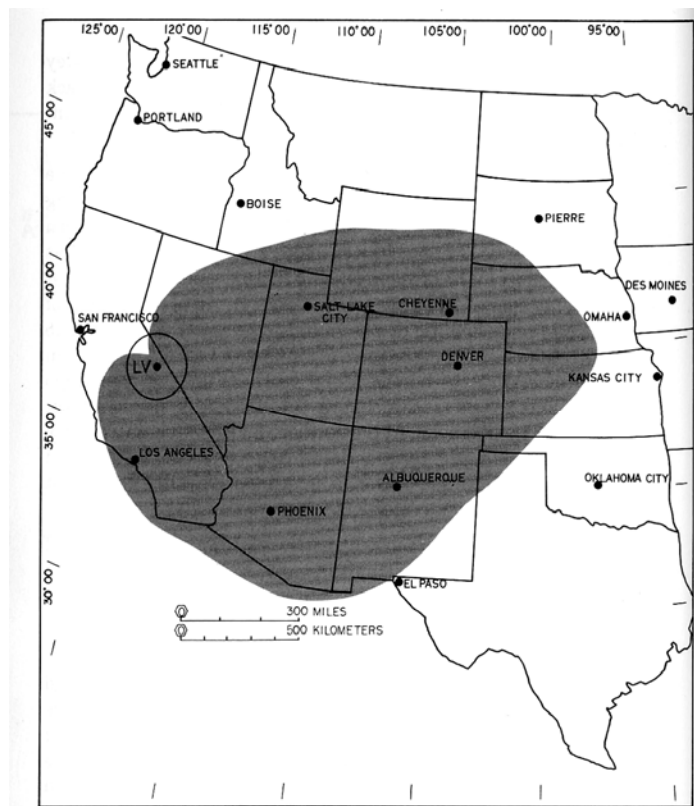 125°00 120°00 115°00 110°00 105°00 100°00 95°00
SEATTLE
45°00
PORTLAND
BOISE
PIERRE
40°00
DES MOINES
SAN FRANCISCO
SALT LAKE
CITY
CHEYENNE
OMAHA
LV
DENVER
KANSAS CITY
35°00
LOS ANGELES
ALBUQUERQUE
OKLAHOMA CITY
PHOENIX
30°00
EL PASO
0 300 MILES
0 500 KILOMETERS